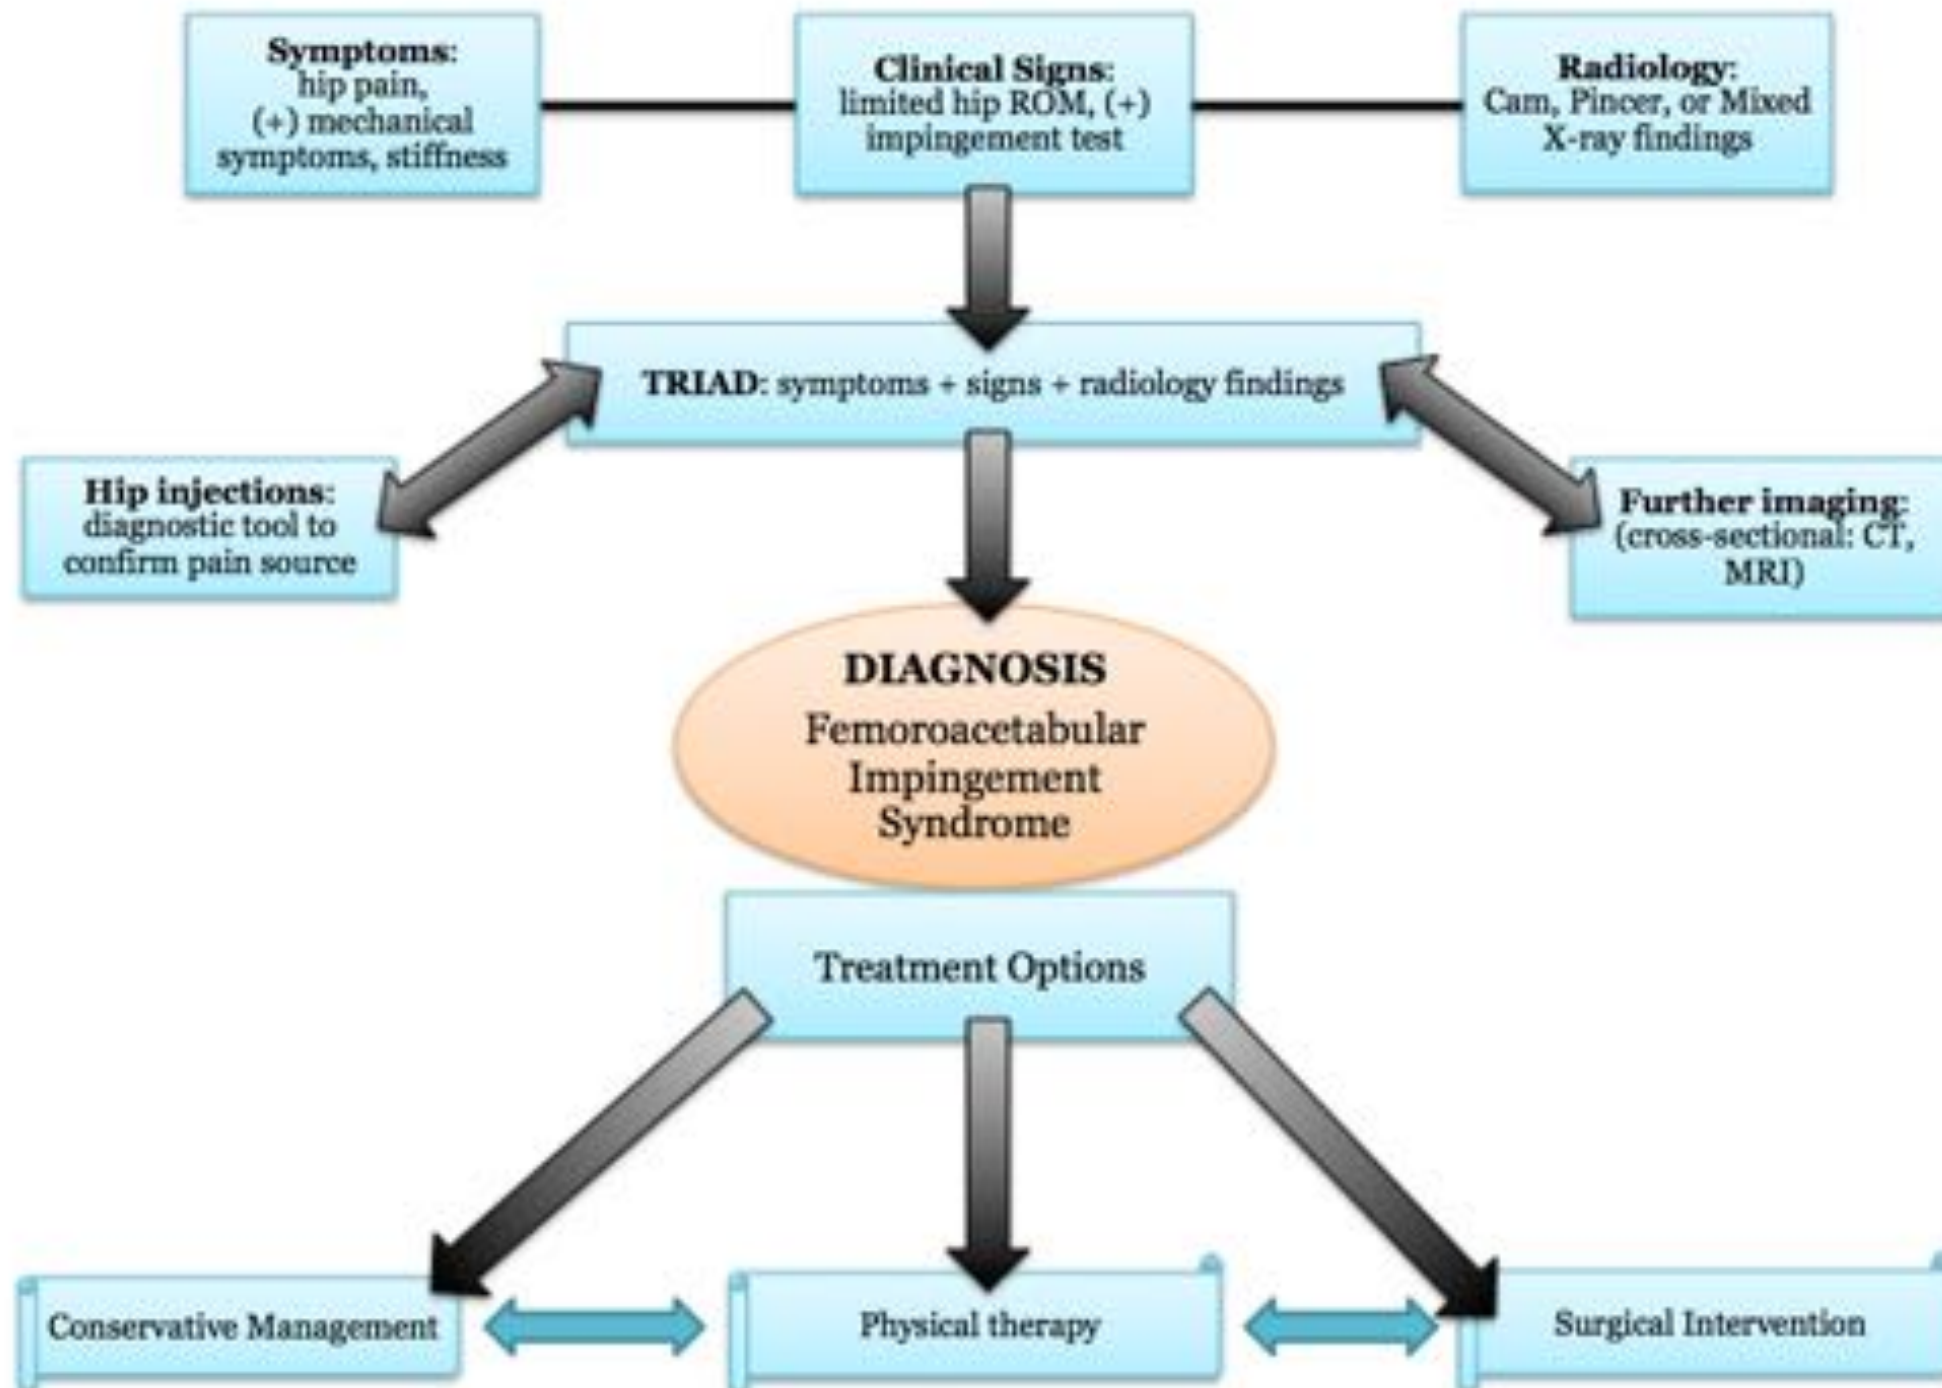 Symptoms:
hip pain,
(+) mechanical
symptoms, stiffness
Clinical Signs:
limited hip ROM, (+)
impingement test
Radiology:
Cam, Pincer, or Mixed
X-ray findings
TRIAD: symptoms + signs + radiology findings
Hip injections:
diagnostic tool to
confirm pain source
Further imaging:
(cross-sectional: CT,
MRI)
DIAGNOSIS
Femoroacetabular
Impingement
Syndrome
Treatment Options
Conservative Management
Physical therapy
Surgical Intervention